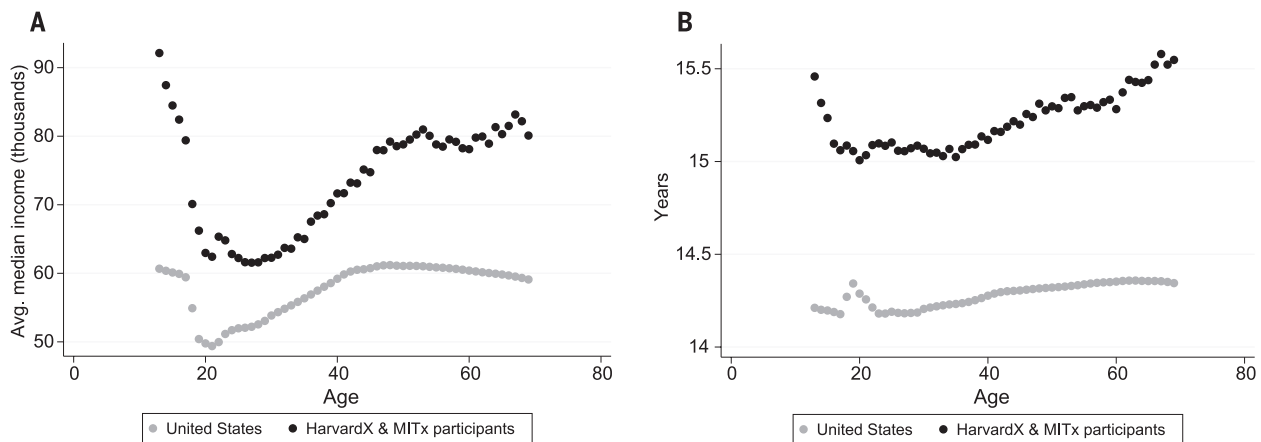 A
Avg. median income (thousands)
90
80
70
60
50
0
20
40
60
80
Age
United States
HarvardX & MITx participants
B
Years
15.5
15
14.5
14
0
20
40
60
80
Age
United States
HarvardX & MITx participants